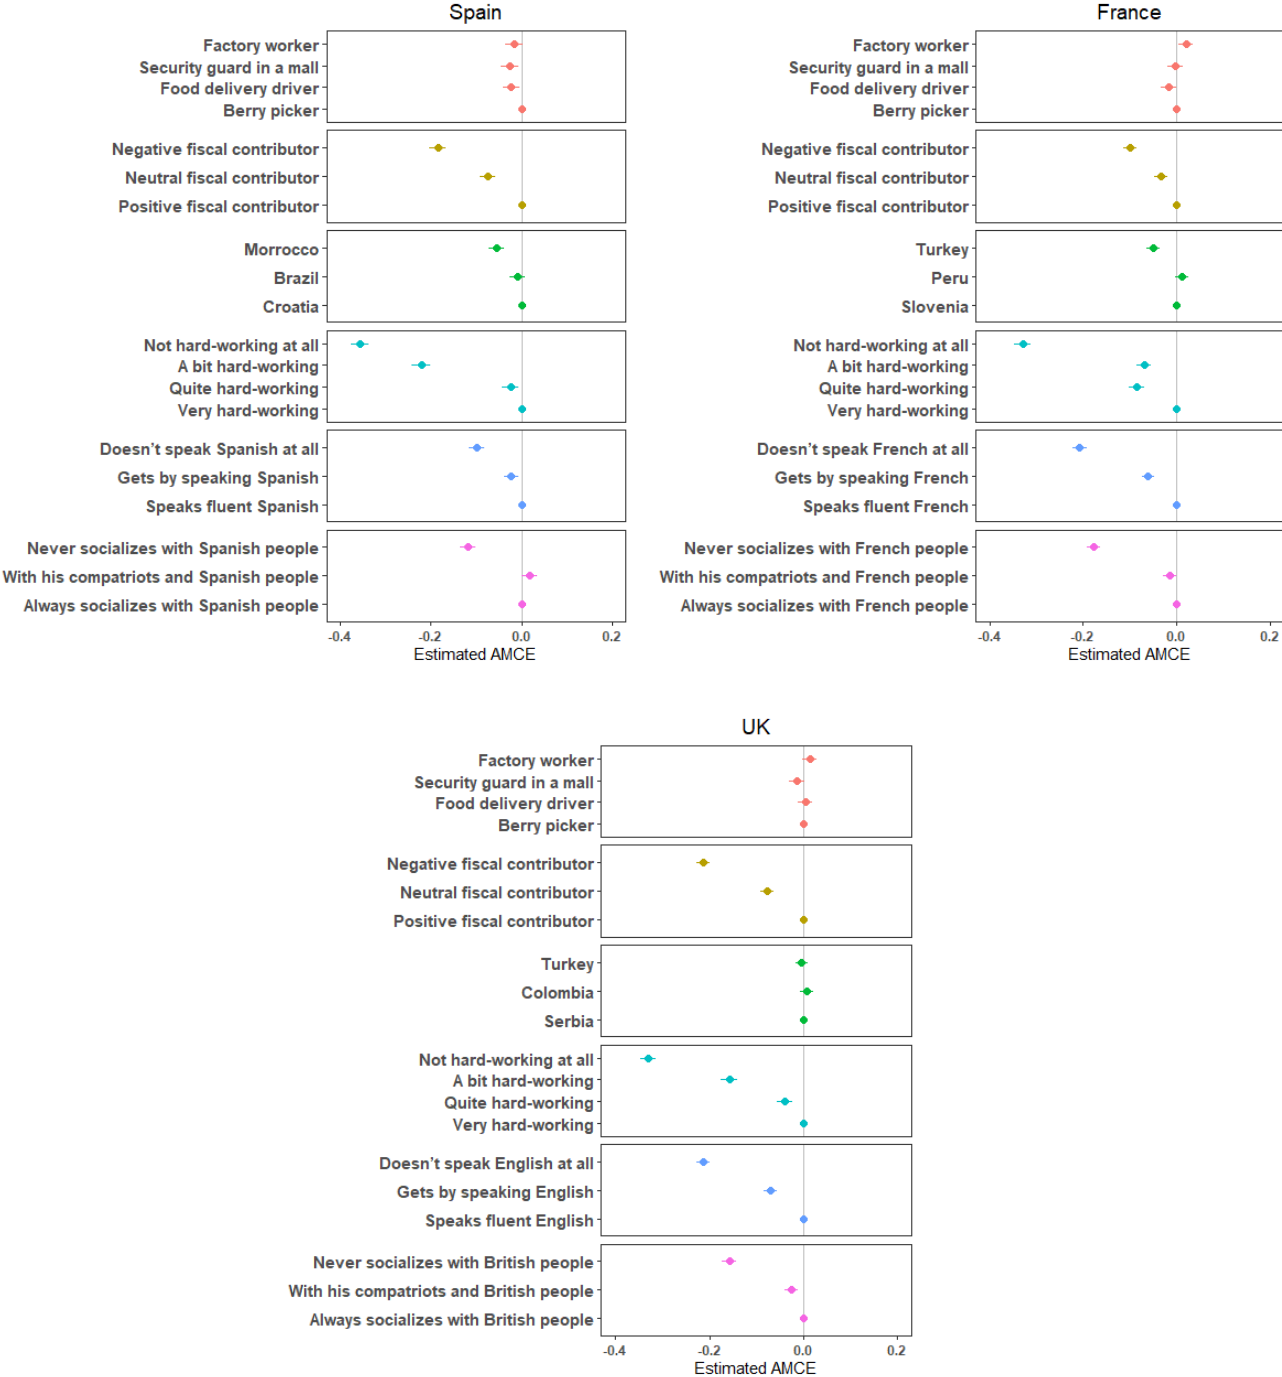 Spain
Factory worker
Security guard in a mall
Food delivery driver
Berry picker
Negative fiscal contributor
Neutral fiscal contributor
Positive fiscal contributor
Morrocco
Brazil
Croatia
Not hard-working at all
A bit hard-working
Quite hard-working
Very hard-working
Doesn’t speak Spanish at all
Gets by speaking Spanish
Speaks fluent Spanish
Never socializes with Spanish people
With his compatriots and Spanish people
Always socializes with Spanish people
-0.4 -0.2 0.0 0.2
Estimated AMCE
France
Factory worker
Security guard in a mall
Food delivery driver
Berry picker
Negative fiscal contributor
Neutral fiscal contributor
Positive fiscal contributor
Turkey
Peru
Slovenia
Not hard-working at all
A bit hard-working
Quite hard-working
Very hard-working
Doesn’t speak French at all
Gets by speaking French
Speaks fluent French
Never socializes with French people
With his compatriots and French people
Always socializes with French people
-0.4 -0.2 0.0 0.2
Estimated AMCE
UK
Factory worker
Security guard in a mall
Food delivery driver
Berry picker
Negative fiscal contributor
Neutral fiscal contributor
Positive fiscal contributor
Turkey
Colombia
Serbia
Not hard-working at all
A bit hard-working
Quite hard-working
Very hard-working
Doesn’t speak English at all
Gets by speaking English
Speaks fluent English
Never socializes with British people
With his compatriots and British people
Always socializes with British people
-0.4 -0.2 0.0 0.2
Estimated AMCE